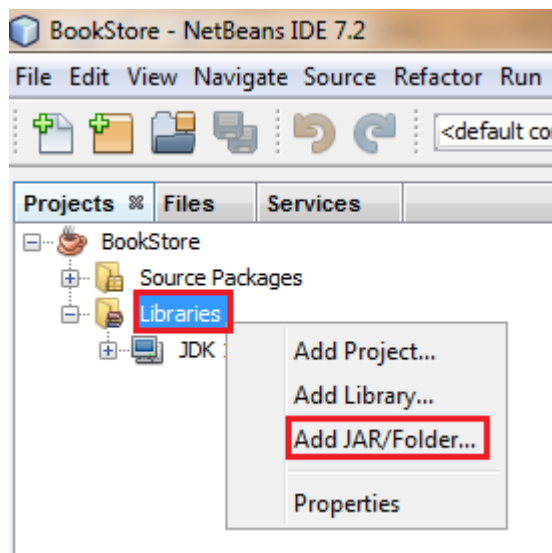 BookStore - NetBeans IDE 7.2
File Edit View Navigate Source Refactor Run
<default co
Projects Files Services
BookStore
Source Packages
Libraries
JDK
Add Project...
Add Library...
Add JAR/Folder...
Properties